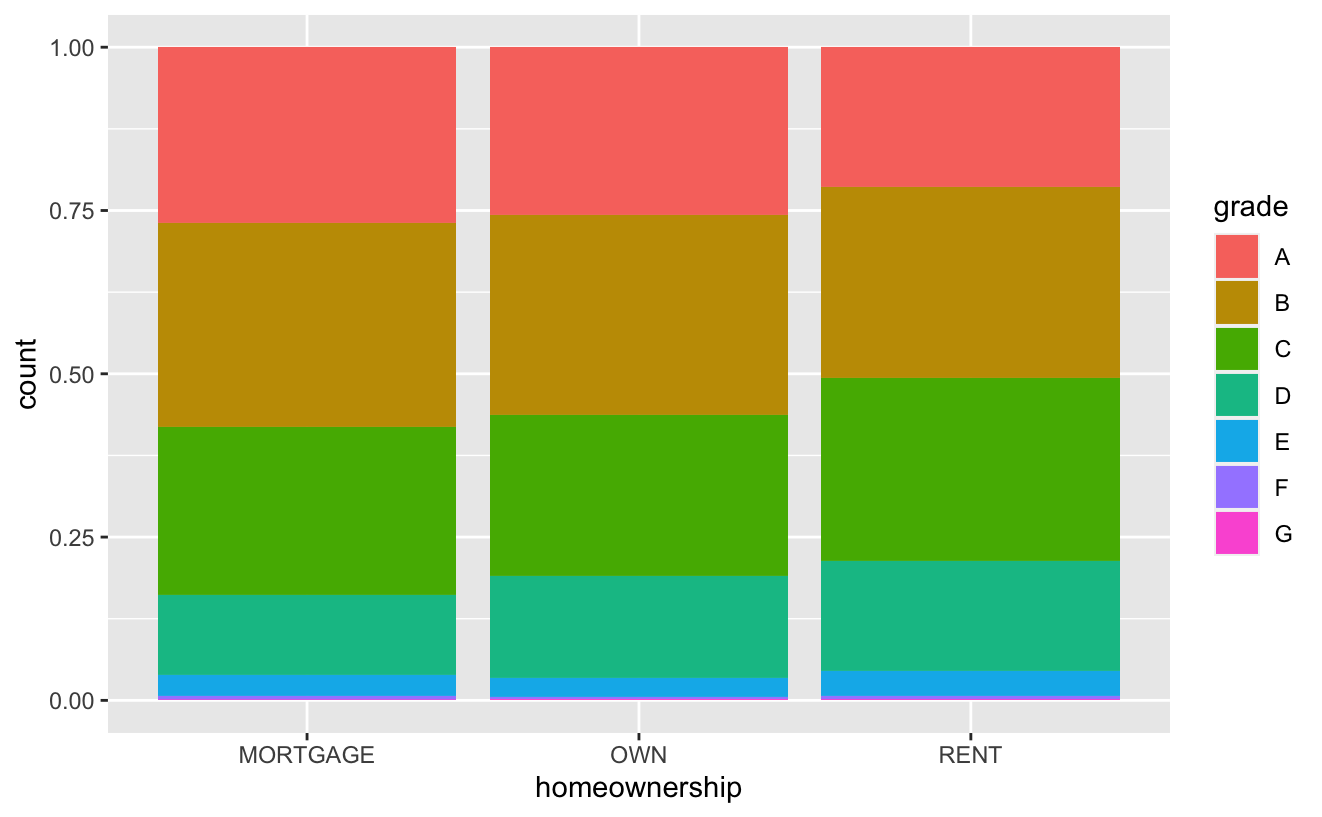 1.00
0.75
0.50
0.25
0.00
count
MORTGAGE
OWN
RENT
homeownership
grade
A
B
C
D
E
F
G